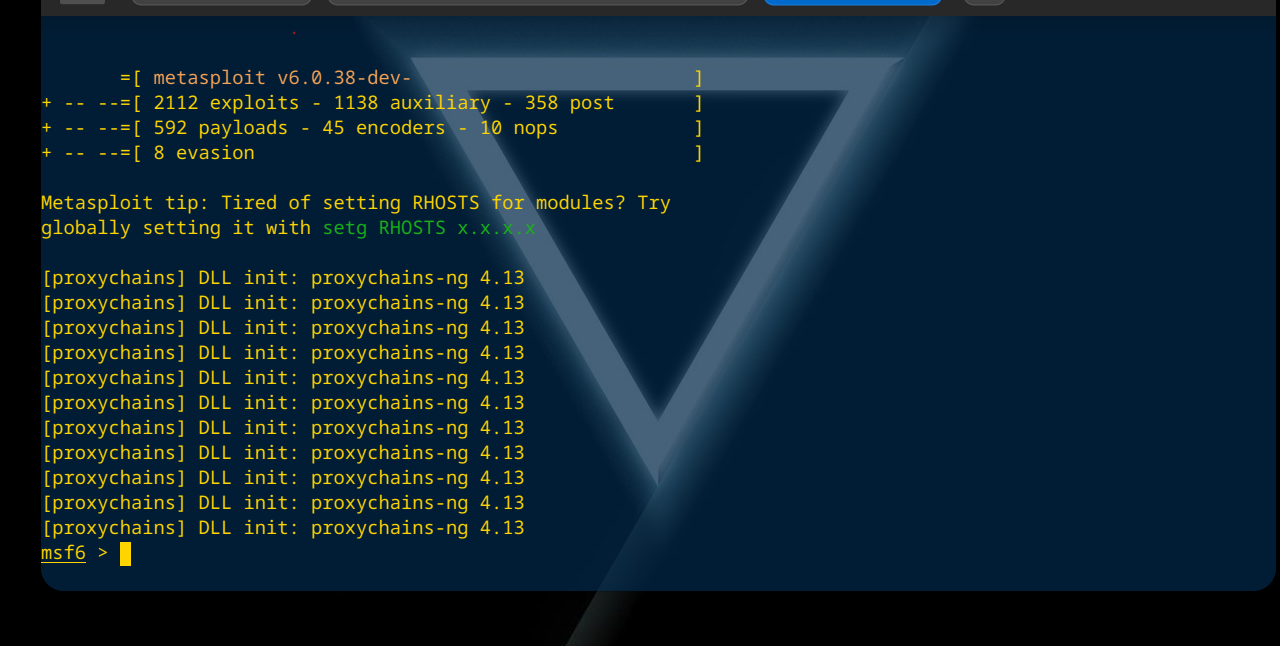 =[ metasploit v6.0.38-dev- ]
+ -- --=[ 2112 exploits - 1138 auxiliary - 358 post ]
+ -- --=[ 592 payloads - 45 encoders - 10 nops ]
+ -- --=[ 8 evasion ]
Metasploit tip: Tired of setting RHOSTS for modules? Try
globally setting it with setg RHOSTS x.x.x.x
[proxychains] DLL init: proxychains-ng 4.13
[proxychains] DLL init: proxychains-ng 4.13
[proxychains] DLL init: proxychains-ng 4.13
[proxychains] DLL init: proxychains-ng 4.13
[proxychains] DLL init: proxychains-ng 4.13
[proxychains] DLL init: proxychains-ng 4.13
[proxychains] DLL init: proxychains-ng 4.13
[proxychains] DLL init: proxychains-ng 4.13
[proxychains] DLL init: proxychains-ng 4.13
[proxychains] DLL init: proxychains-ng 4.13
[proxychains] DLL init: proxychains-ng 4.13
msf6 >